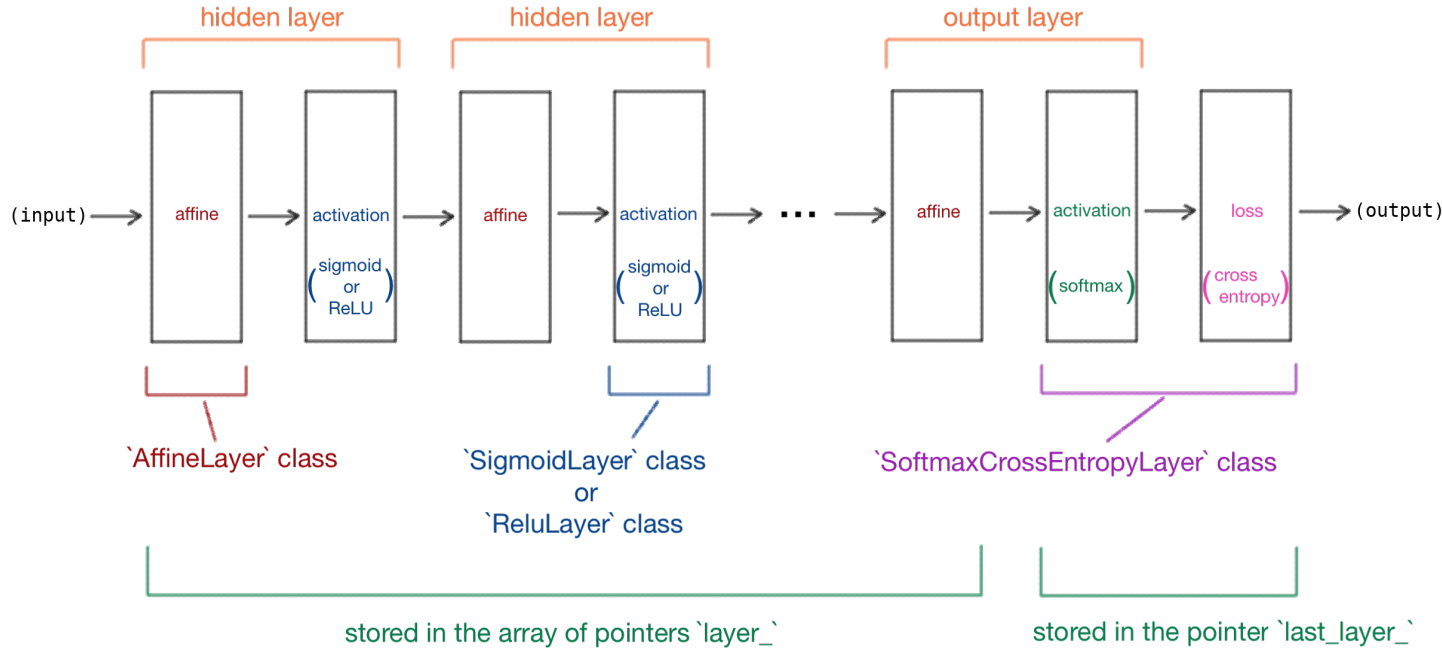 hidden layer
hidden layer
output layer
(input)
affine
activation
(sigmoid
or
ReLU)
affine
activation
(sigmoid
or
ReLU)
...
affine
activation
(softmax)
loss
(cross
entropy)
(output)
`AffineLayer` class
`SigmoidLayer` class
or
`ReluLayer` class
`SoftmaxCrossEntropyLayer` class
stored in the array of pointers `layer_`
stored in the pointer `last_layer_`